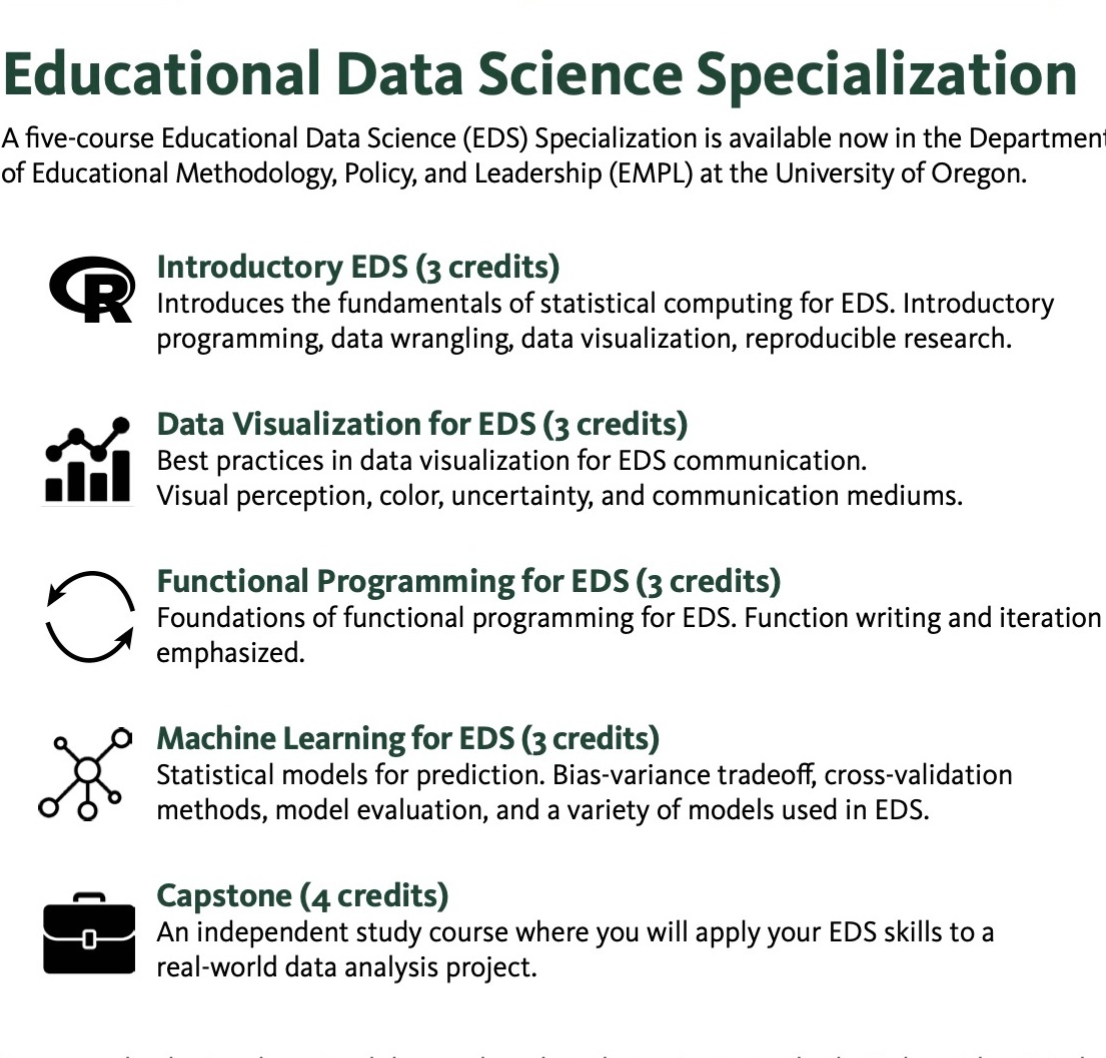 Educational Data Science Specialization
A five-course Educational Data Science (EDS) Specialization is available now in the Department
of Educational Methodology, Policy, and Leadership (EMPL) at the University of Oregon.
R
Introductory EDS (3 credits)
Introduces the fundamentals of statistical computing for EDS. Introductory
programming, data wrangling, data visualization, reproducible research.
Data Visualization for EDS (3 credits)
Best practices in data visualization for EDS communication.
Visual perception, color, uncertainty, and communication mediums.
Functional Programming for EDS (3 credits)
Foundations of functional programming for EDS. Function writing and iteration
emphasized.
Machine Learning for EDS (3 credits)
Statistical models for prediction. Bias-variance tradeoff, cross-validation
methods, model evaluation, and a variety of models used in EDS.
Capstone (4 credits)
An independent study course where you will apply your EDS skills to a
real-world data analysis project.